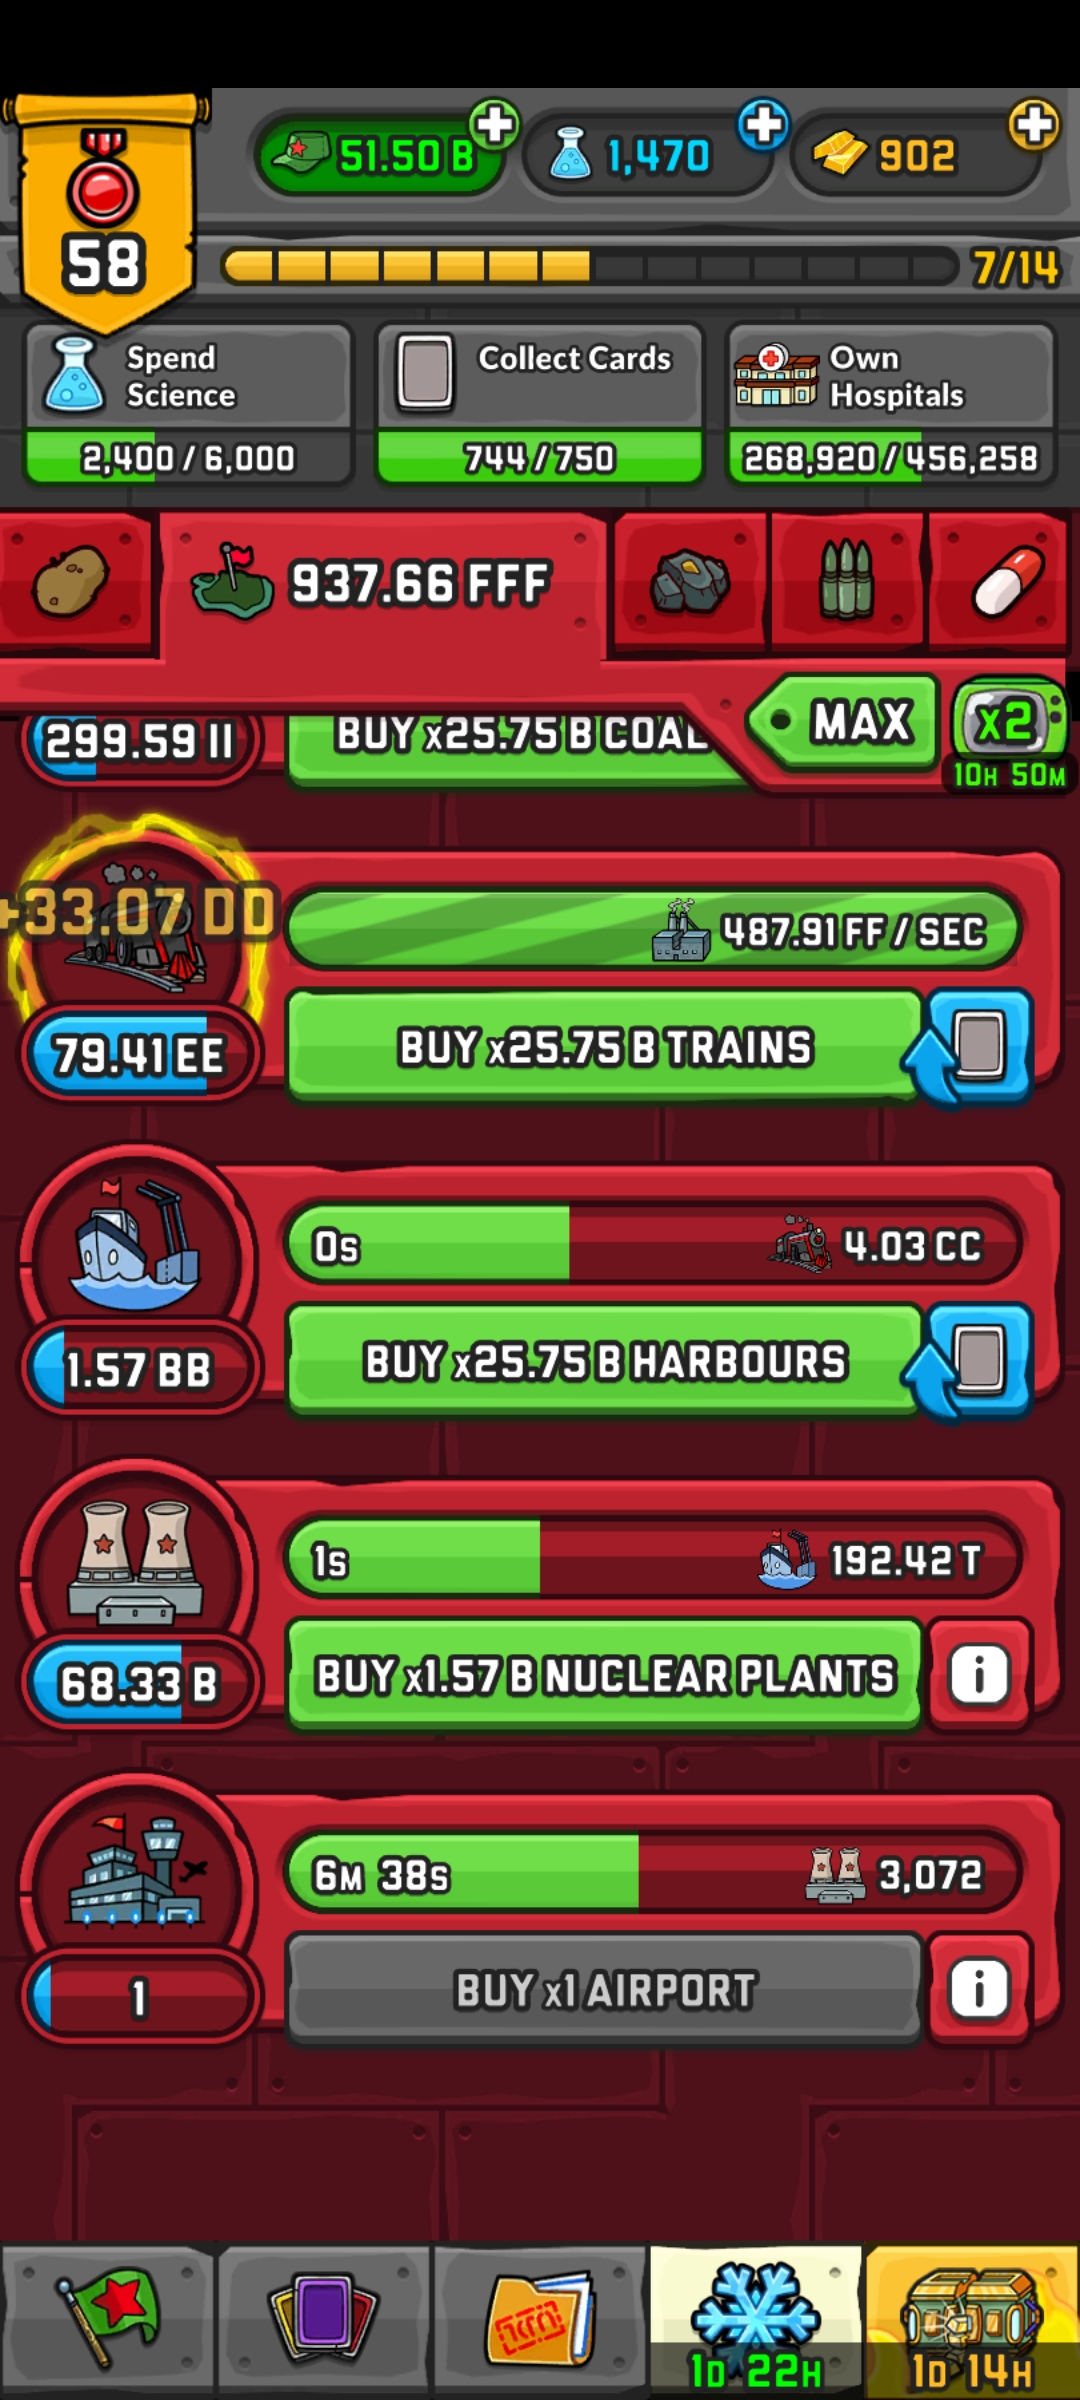 51.50 B
1,470
902
58
7/14
Spend
Science
2,400 / 6,000
Collect Cards
744 / 750
Own
Hospitals
268,920 / 456,258
937.66 FFF
MAX
x2
10H 50M
299.59 II
BUY x25.75 B COAL
+33.07 DD
487.91 FF / SEC
79.41 EE
BUY x25.75 B TRAINS
0S
4.03 CC
1.57 BB
BUY x25.75 B HARBOURS
1S
192.42 T
68.33 B
BUY x1.57 B NUCLEAR PLANTS
i
6M 38S
3,072
1
BUY x1 AIRPORT
i
1D 22H
1D 14H